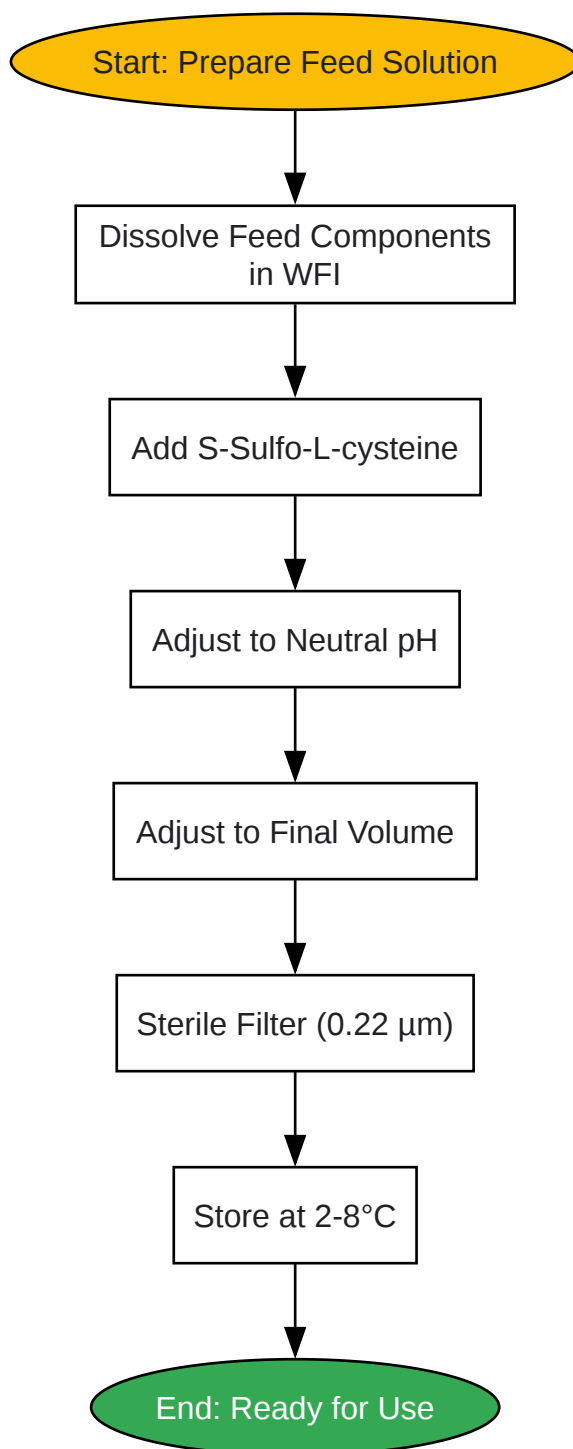 Start: Prepare Feed Solution
Dissolve Feed Components
in WFI
Add S-Sulfo-L-cysteine
Adjust to Neutral pH
Adjust to Final Volume
Sterile Filter (0.22 µm)
Store at 2-8°C
End: Ready for Use